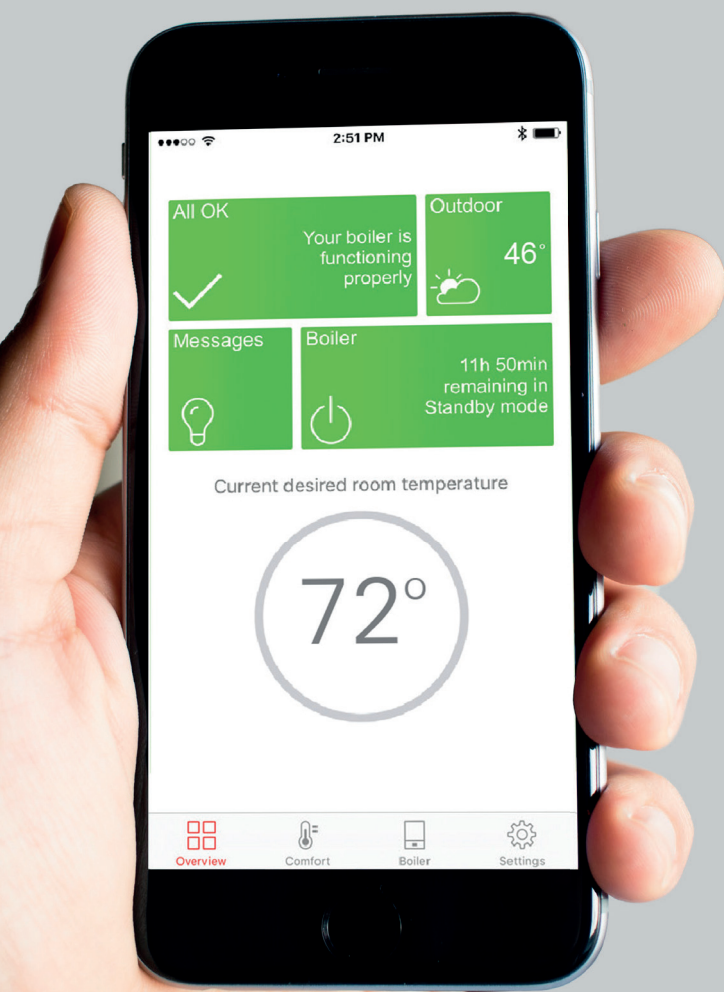 2:51 PM
All OK
Your boiler is
functioning
properly
Outdoor
46°
Messages
Boiler
11h 50min
remaining in
Standby mode
Current desired room temperature
72°
Overview
Comfort
Boiler
Settings